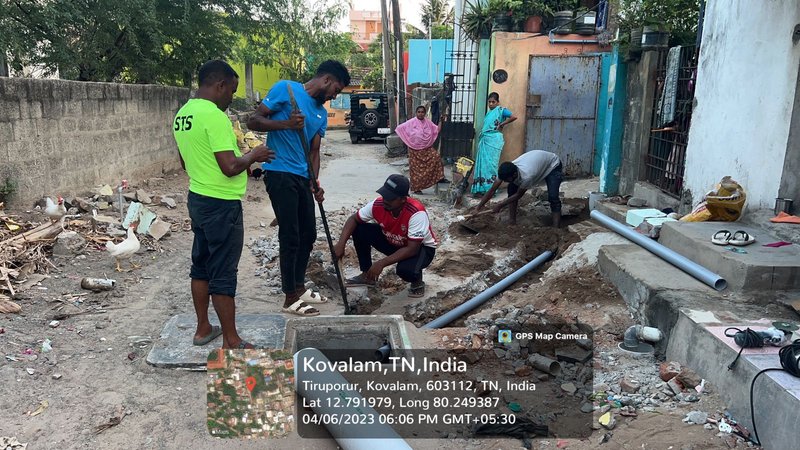 STS
GPS Map Camera
Kovalam,TN,India
Tiruporur, Kovalam, 603112, TN, India
Lat 12.791979, Long 80.249387
04/06/2023 06:06 PM GMT+05:30